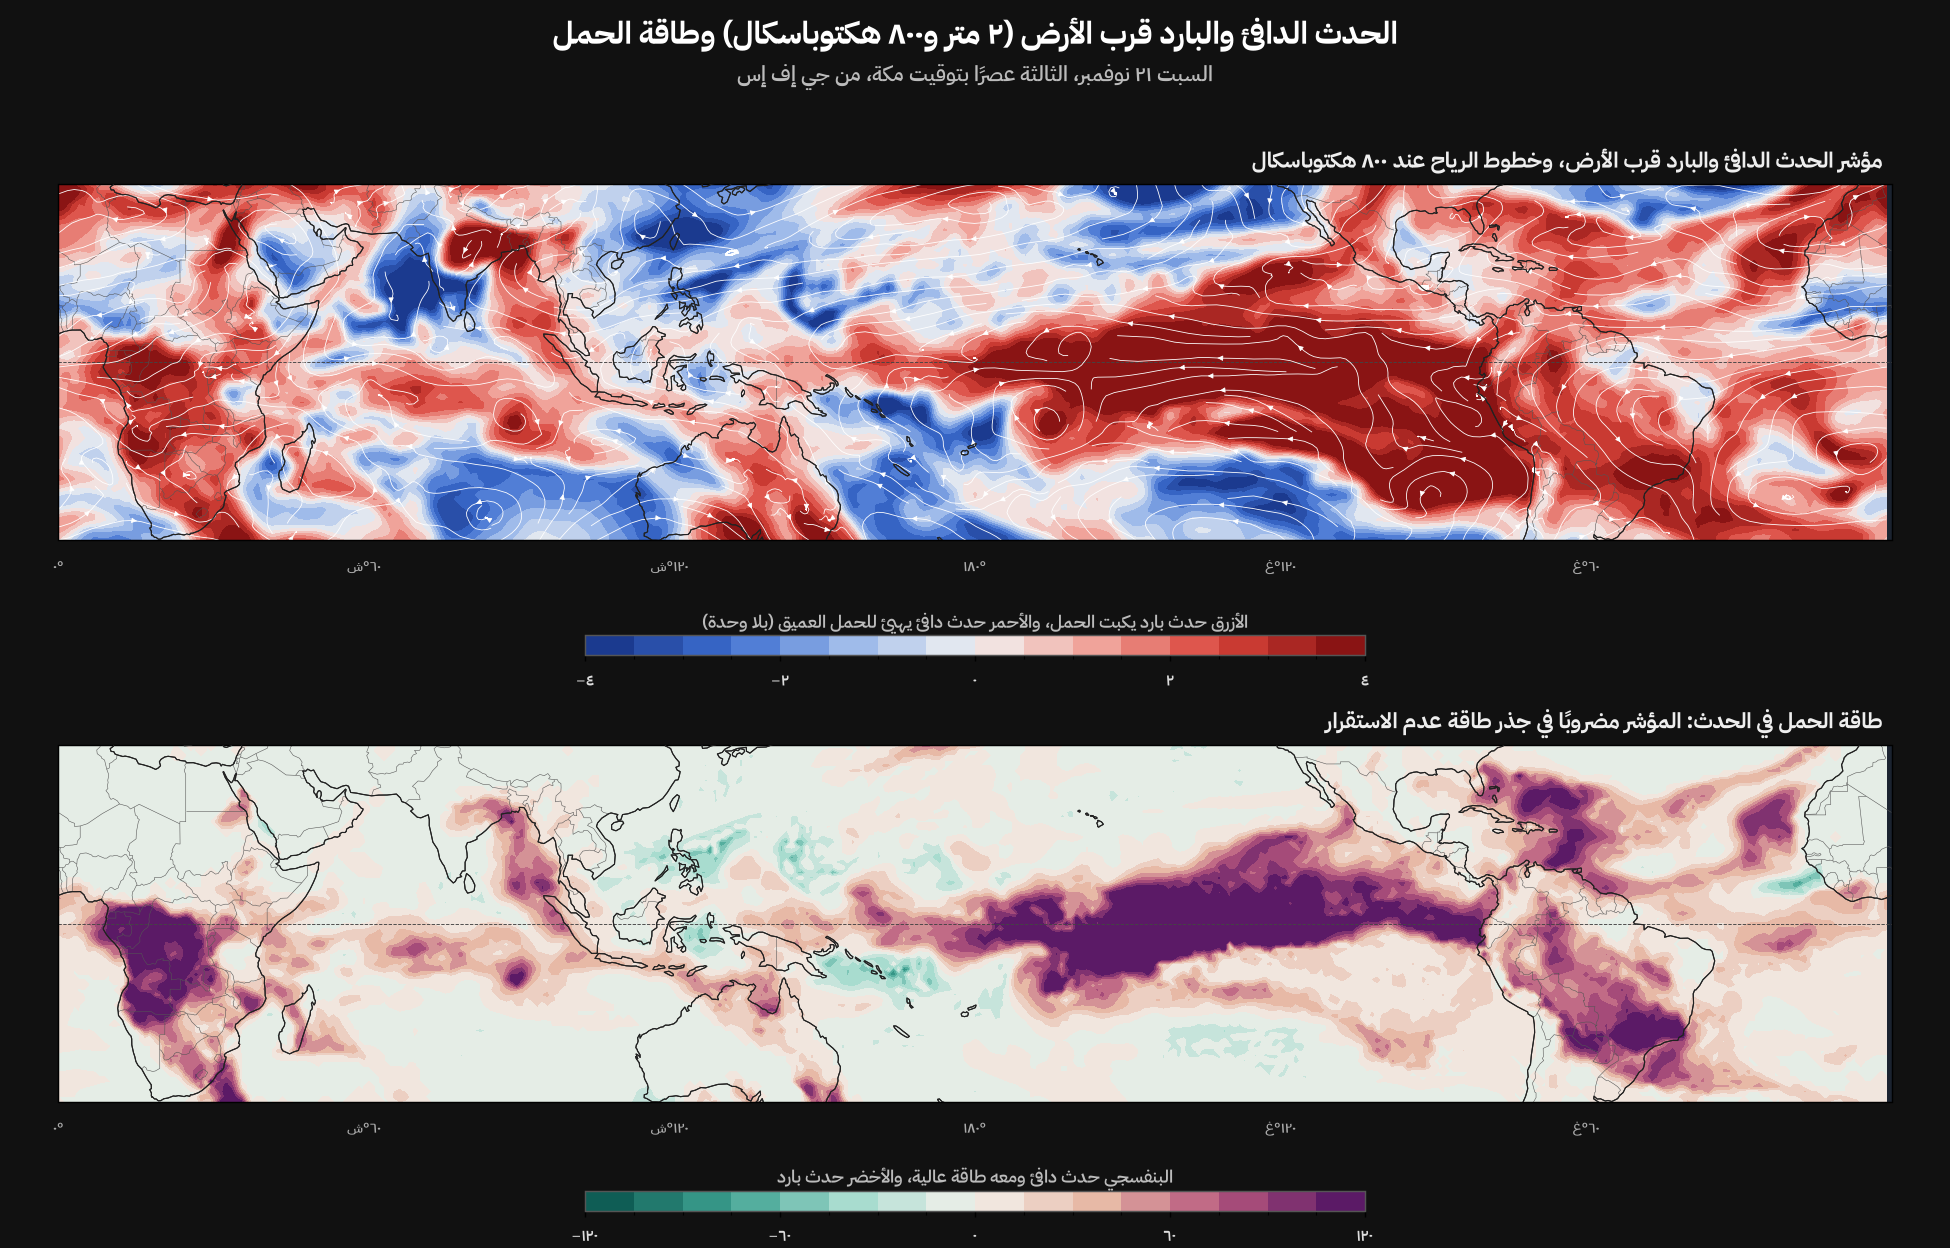 الحدث الدافئ والبارد قرب الأرض (٢ متر و٨٠٠ هكتوباسكال) وطاقة الحمل
السبت ٢١ نوفمبر، الثالثة عصرًا بتوقيت مكة، من جي إف إس
مؤشر الحدث الدافئ والبارد قرب الأرض، وخطوط الرياح عند ٨٠٠ هكتوباسكال
٠° ٦٠°ش ١٢٠°ش ١٨٠° ١٢٠°غ ٦٠°غ
الأزرق حدث بارد يكبت الحمل، والأحمر حدث دافئ يهيئ للحمل العميق (بلا وحدة)
−٤ −٢ ٠ ٢ ٤
طاقة الحمل في الحدث: المؤشر مضروبًا في جذر طاقة عدم الاستقرار
٠° ٦٠°ش ١٢٠°ش ١٨٠° ١٢٠°غ ٦٠°غ
البنفسجي حدث دافئ ومعه طاقة عالية، والأخضر حدث بارد
−١٢٠ −٦٠ ٠ ٦٠ ١٢٠